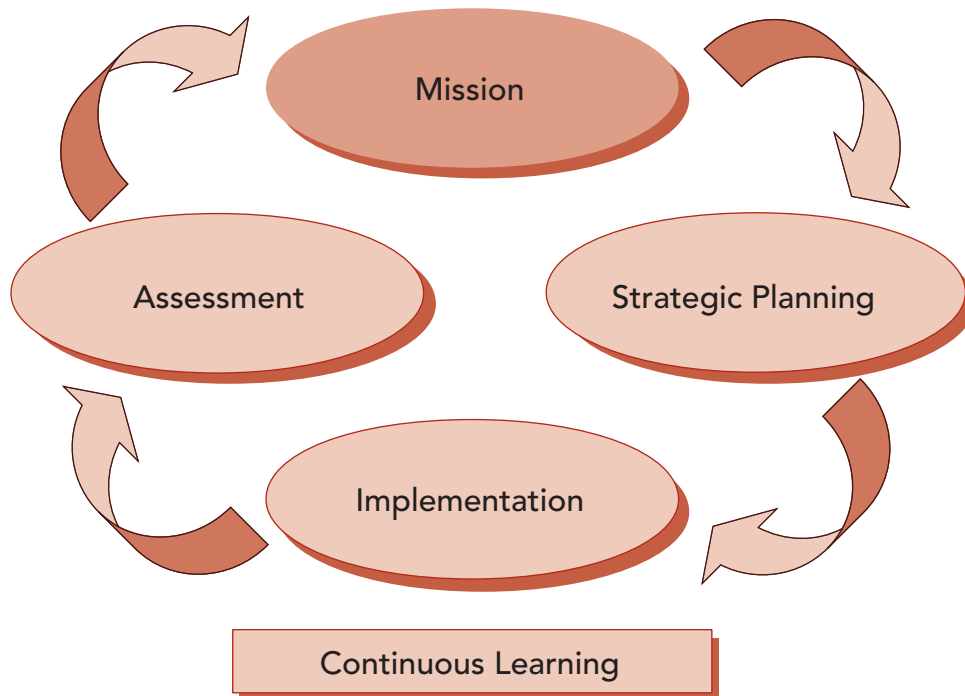 Mission
Assessment
Strategic Planning
Implementation
Continuous Learning